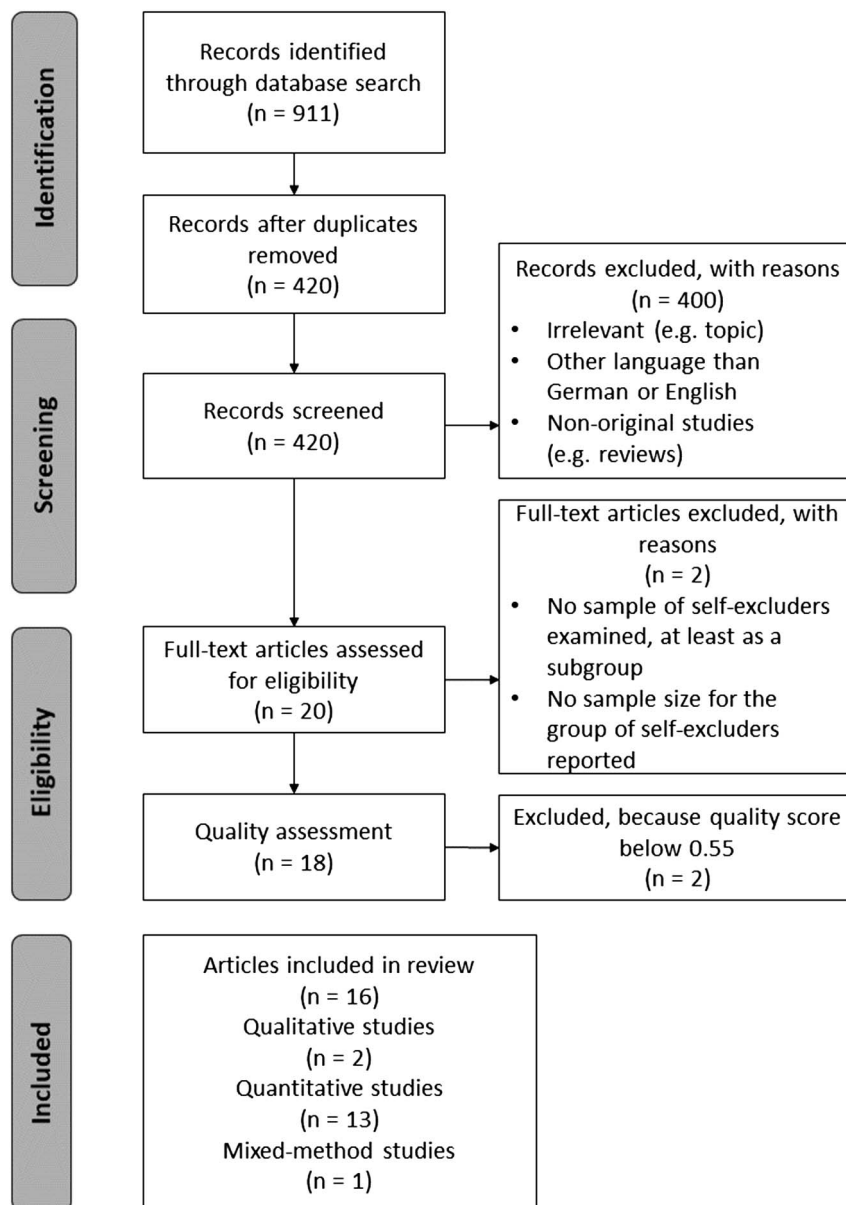 Identification
Records identified
through database search
(n = 911)
Records after duplicates
removed
(n = 420)
Screening
Records screened
(n = 420)
Records excluded, with reasons
(n = 400)
• Irrelevant (e.g. topic)
• Other language than
German or English
• Non-original studies
(e.g. reviews)
Eligibility
Full-text articles assessed
for eligibility
(n = 20)
Full-text articles excluded, with
reasons
(n = 2)
• No sample of self-excluders
examined, at least as a
subgroup
• No sample size for the
group of self-excluders
reported
Quality assessment
(n = 18)
Excluded, because quality score
below 0.55
(n = 2)
Included
Articles included in review
(n = 16)
Qualitative studies
(n = 2)
Quantitative studies
(n = 13)
Mixed-method studies
(n = 1)